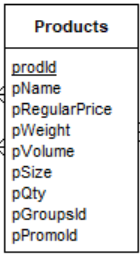 Products
prodId
pName
pRegularPrice
pWeight
pVolume
pSize
pQty
pGroupsId
pPromoId